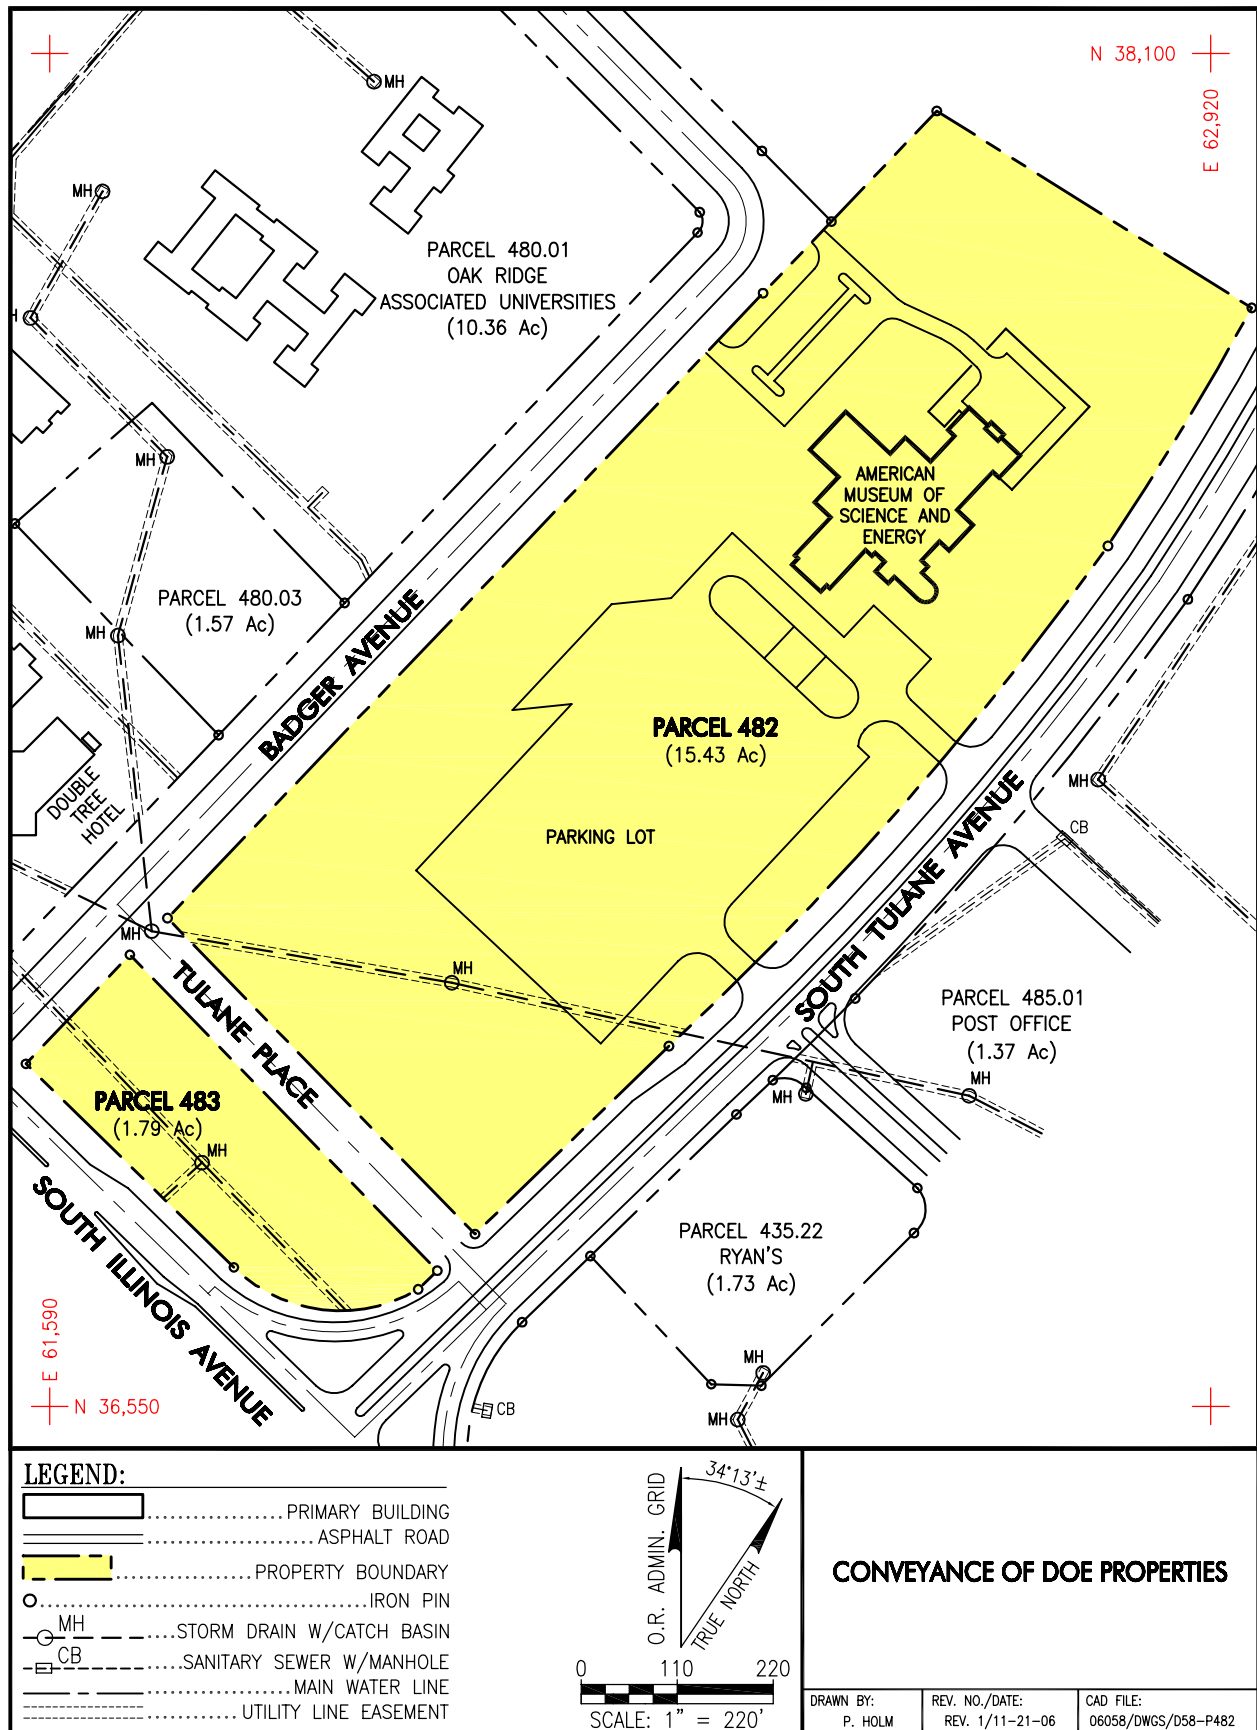 N 38,100
E 62,920
MH
MH
MH
PARCEL 480.01
OAK RIDGE
ASSOCIATED UNIVERSITIES
(10.36 Ac)
MH
AMERICAN
MUSEUM OF
SCIENCE AND
ENERGY
PARCEL 480.03
(1.57 Ac)
MH
BADGER AVENUE
PARCEL 482
(15.43 Ac)
DOUBLE
TREE
HOTEL
PARKING LOT
MH
CB
SOUTH TULANE AVENUE
MH
MH
TULANE PLACE
PARCEL 485.01
POST OFFICE
(1.37 Ac)
MH
MH
PARCEL 483
(1.79 Ac)
MH
SOUTH ILLINOIS AVENUE
PARCEL 435.22
RYAN'S
(1.73 Ac)
E 61,590
N 36,550
MH
MH
CB
LEGEND:
PRIMARY BUILDING
ASPHALT ROAD
PROPERTY BOUNDARY
IRON PIN
MH STORM DRAIN W/CATCH BASIN
CB SANITARY SEWER W/MANHOLE
MAIN WATER LINE
UTILITY LINE EASEMENT
34°13'±
O.R. ADMIN. GRID
TRUE NORTH
0 110 220
SCALE: 1" = 220'
CONVEYANCE OF DOE PROPERTIES
DRAWN BY:
P. HOLM
REV. NO./DATE:
REV. 1/11-21-06
CAD FILE:
06058/DWGS/D58-P482